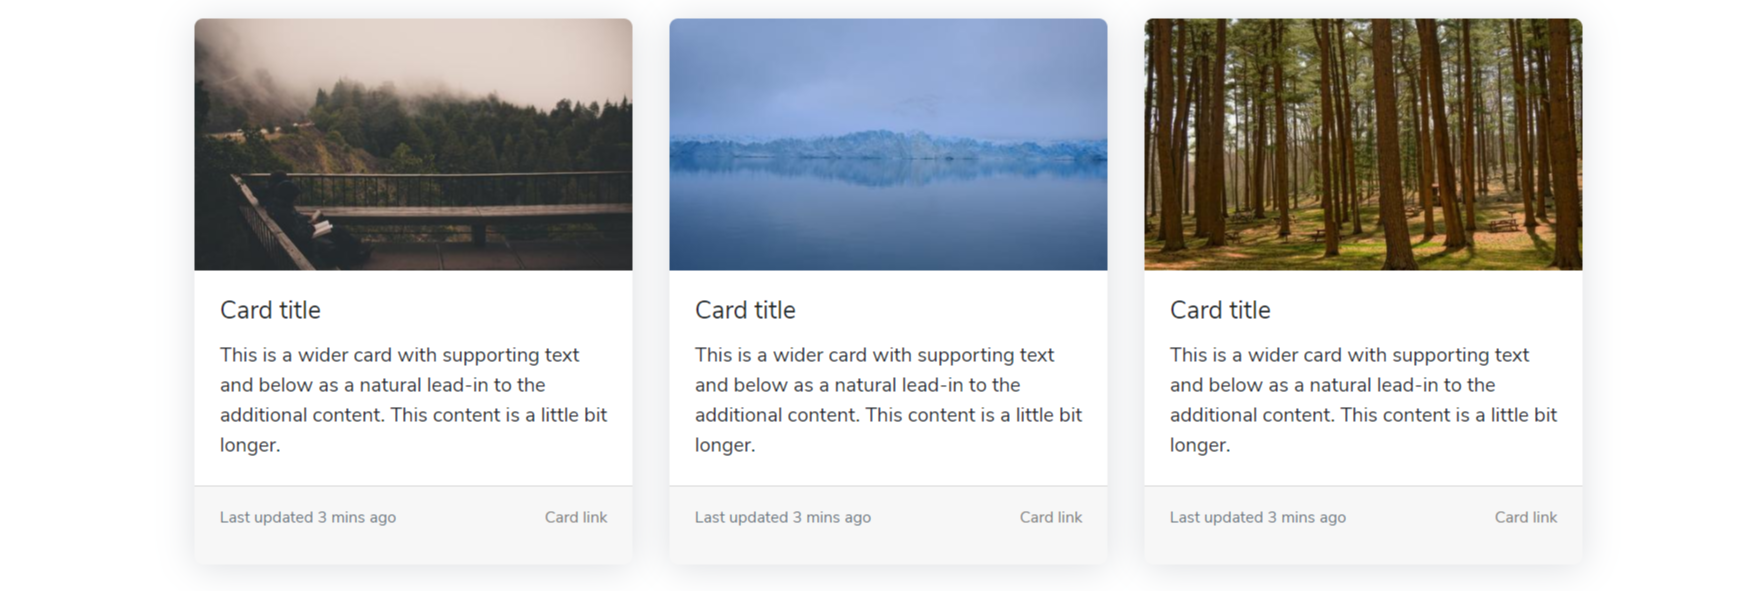 Card title
This is a wider card with supporting text
and below as a natural lead-in to the
additional content. This content is a little bit
longer.
Last updated 3 mins ago Card link
Card title
This is a wider card with supporting text
and below as a natural lead-in to the
additional content. This content is a little bit
longer.
Last updated 3 mins ago Card link
Card title
This is a wider card with supporting text
and below as a natural lead-in to the
additional content. This content is a little bit
longer.
Last updated 3 mins ago Card link